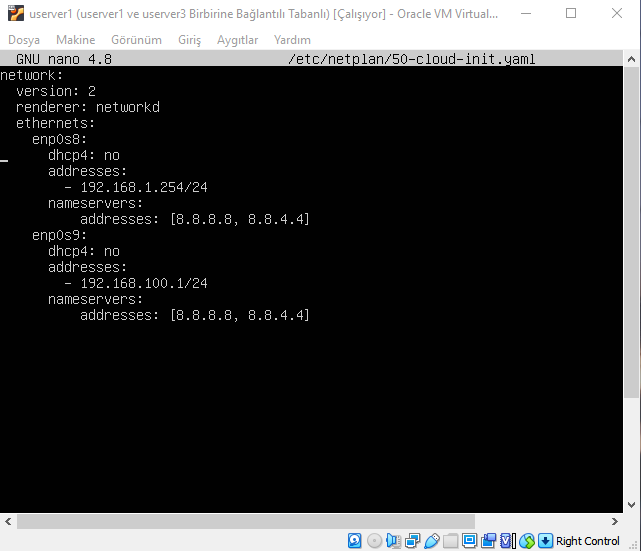 userver1 (userver1 ve userver3 Birbirine Bağlantılı Tabanlı) [Çalışıyor] - Oracle VM Virtual...
Dosya Makine Görünüm Giriş Aygıtlar Yardım
GNU nano 4.8 /etc/netplan/50-cloud-init.yaml
network:
  version: 2
  renderer: networkd
  ethernets:
    enp0s8:
      dhcp4: no
      addresses:
        - 192.168.1.254/24
      nameservers:
          addresses: [8.8.8.8, 8.8.4.4]
    enp0s9:
      dhcp4: no
      addresses:
        - 192.168.100.1/24
      nameservers:
          addresses: [8.8.8.8, 8.8.4.4]
Right Control